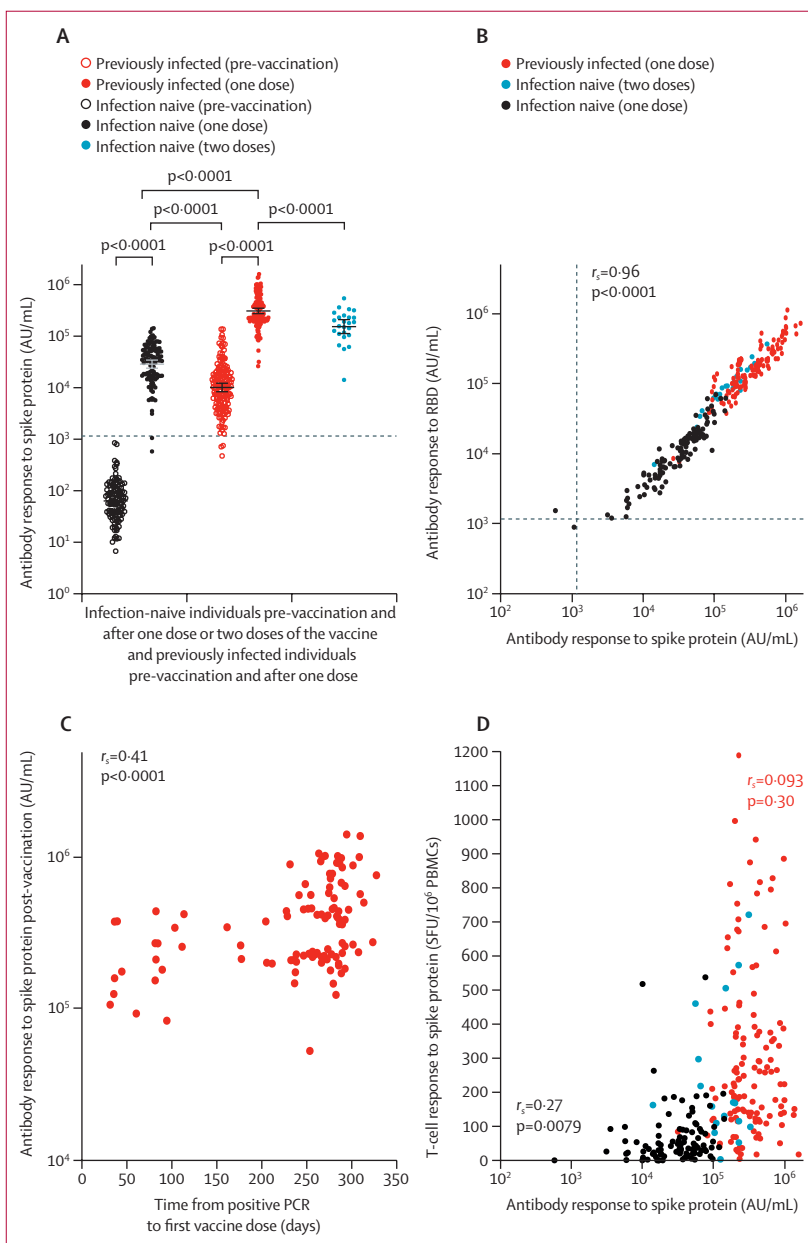 A
Previously infected (pre-vaccination)
Previously infected (one dose)
Infection naive (pre-vaccination)
Infection naive (one dose)
Infection naive (two doses)
p<0·0001
p<0·0001
p<0·0001
p<0·0001
p<0·0001
Antibody response to spike protein (AU/mL)
10⁶
10⁵
10⁴
10³
10²
10¹
10⁰
Infection-naive individuals pre-vaccination and
after one dose or two doses of the vaccine
and previously infected individuals
pre-vaccination and after one dose
B
Previously infected (one dose)
Infection naive (two doses)
Infection naive (one dose)
rₛ=0·96
p<0·0001
Antibody response to RBD (AU/mL)
10⁶
10⁵
10⁴
10³
10²
10² 10³ 10⁴ 10⁵ 10⁶
Antibody response to spike protein (AU/mL)
C
rₛ=0·41
p<0·0001
Antibody response to spike protein post-vaccination (AU/mL)
10⁶
10⁵
10⁴
0 50 100 150 200 250 300 350
Time from positive PCR
to first vaccine dose (days)
D
rₛ=0·093
p=0·30
rₛ=0·27
p=0·0079
T-cell response to spike protein (SFU/10⁶ PBMCs)
1200
1100
1000
900
800
700
600
500
400
300
200
100
0
10² 10³ 10⁴ 10⁵ 10⁶
Antibody response to spike protein (AU/mL)